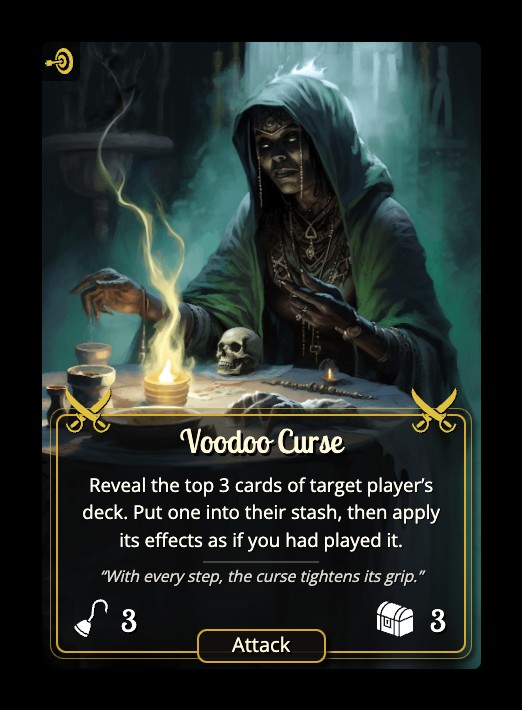 Voodoo Curse
Reveal the top 3 cards of target player’s
deck. Put one into their stash, then apply
its effects as if you had played it.
“With every step, the curse tightens its grip.”
3
3
Attack